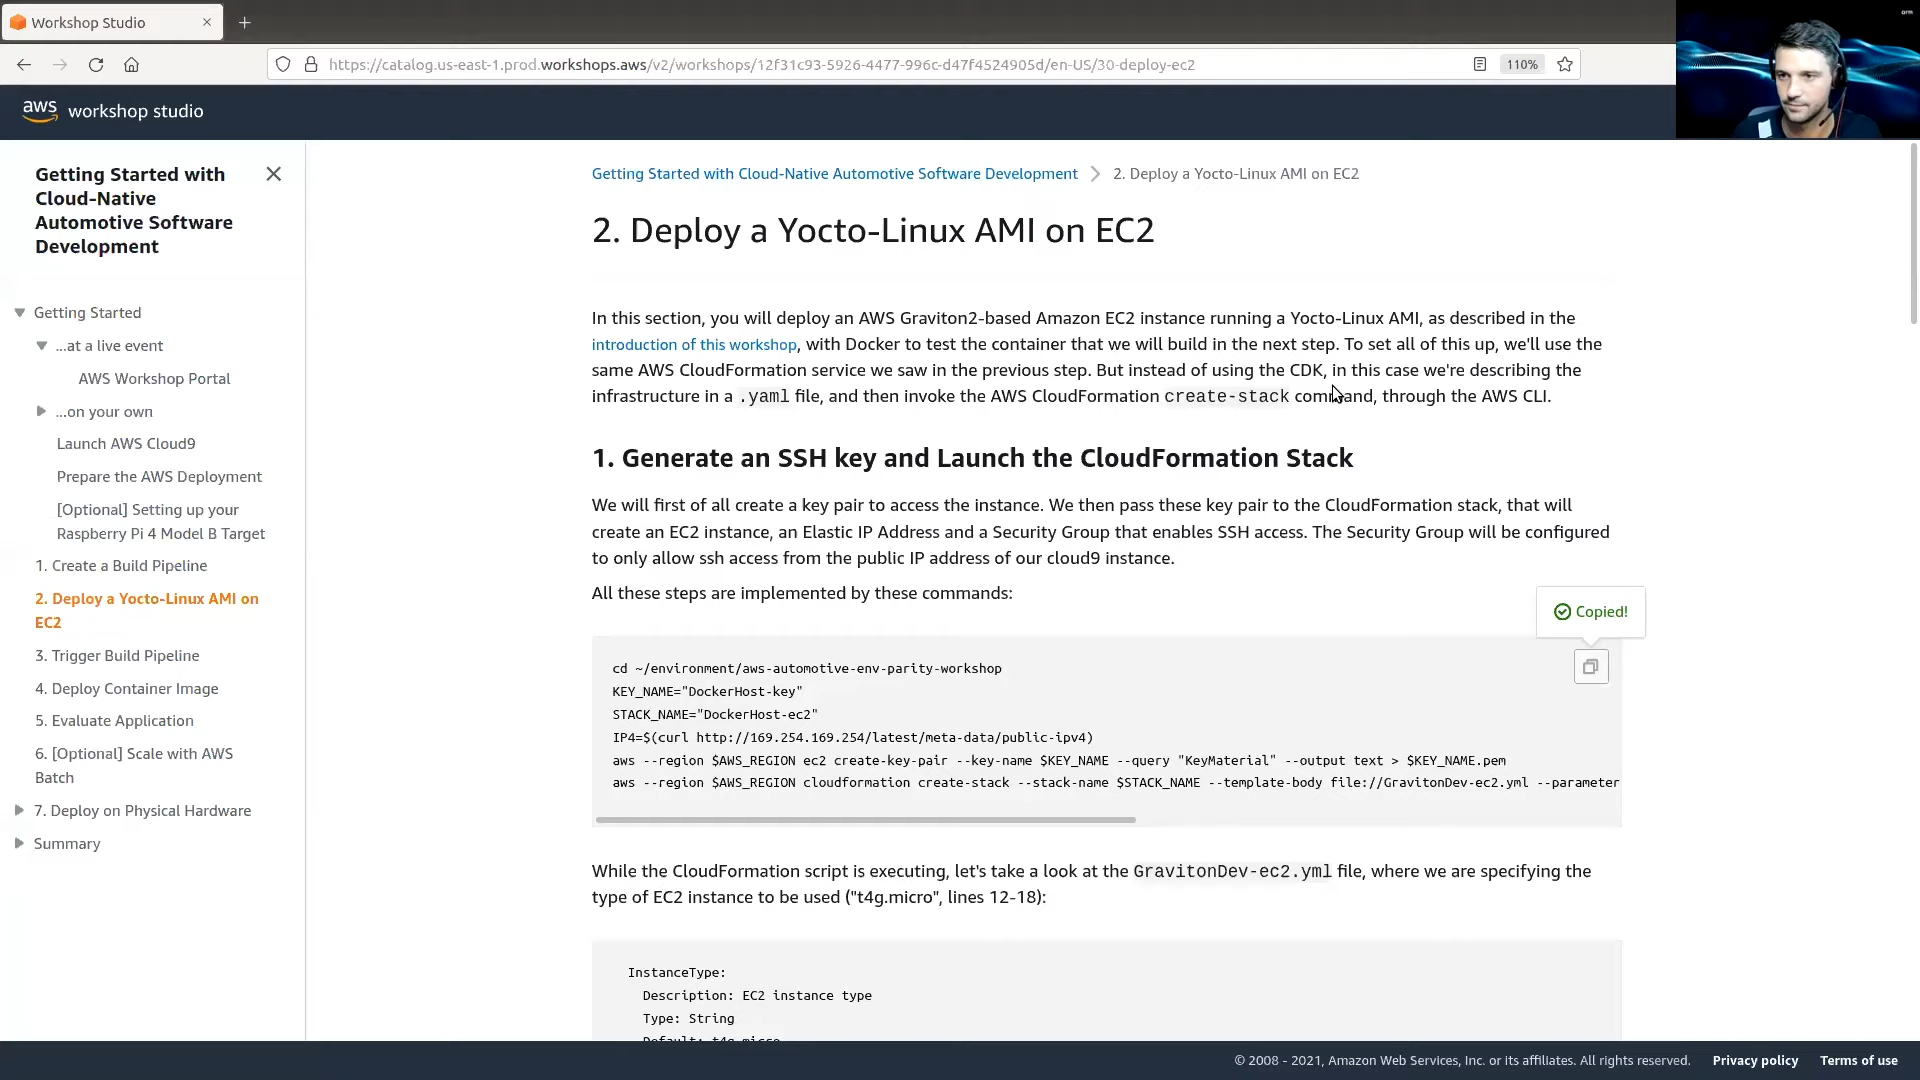 Workshop Studio
https://catalog.us-east-1.prod.workshops.aws/v2/workshops/12f31c93-5926-4477-996c-d47f4524905d/en-US/30-deploy-ec2
110%
arm
aws workshop studio
Getting Started with
Cloud-Native
Automotive Software
Development
Getting Started
...at a live event
AWS Workshop Portal
...on your own
Launch AWS Cloud9
Prepare the AWS Deployment
[Optional] Setting up your
Raspberry Pi 4 Model B Target
1. Create a Build Pipeline
2. Deploy a Yocto-Linux AMI on
EC2
3. Trigger Build Pipeline
4. Deploy Container Image
5. Evaluate Application
6. [Optional] Scale with AWS
Batch
7. Deploy on Physical Hardware
Summary
Getting Started with Cloud-Native Automotive Software Development > 2. Deploy a Yocto-Linux AMI on EC2
2. Deploy a Yocto-Linux AMI on EC2
In this section, you will deploy an AWS Graviton2-based Amazon EC2 instance running a Yocto-Linux AMI, as described in the
introduction of this workshop, with Docker to test the container that we will build in the next step. To set all of this up, we'll use the
same AWS CloudFormation service we saw in the previous step. But instead of using the CDK, in this case we're describing the
infrastructure in a .yaml file, and then invoke the AWS CloudFormation create-stack command, through the AWS CLI.
1. Generate an SSH key and Launch the CloudFormation Stack
We will first of all create a key pair to access the instance. We then pass these key pair to the CloudFormation stack, that will
create an EC2 instance, an Elastic IP Address and a Security Group that enables SSH access. The Security Group will be configured
to only allow ssh access from the public IP address of our cloud9 instance.
All these steps are implemented by these commands:
Copied!
cd ~/environment/aws-automotive-env-parity-workshop
KEY_NAME="DockerHost-key"
STACK_NAME="DockerHost-ec2"
IP4=$(curl http://169.254.169.254/latest/meta-data/public-ipv4)
aws --region $AWS_REGION ec2 create-key-pair --key-name $KEY_NAME --query "KeyMaterial" --output text > $KEY_NAME.pem
aws --region $AWS_REGION cloudformation create-stack --stack-name $STACK_NAME --template-body file://GravitonDev-ec2.yml --parameter
While the CloudFormation script is executing, let's take a look at the GravitonDev-ec2.yml file, where we are specifying the
type of EC2 instance to be used ("t4g.micro", lines 12-18):
InstanceType:
Description: EC2 instance type
Type: String
Default: t4g.micro
© 2008 - 2021, Amazon Web Services, Inc. or its affiliates. All rights reserved. Privacy policy Terms of use